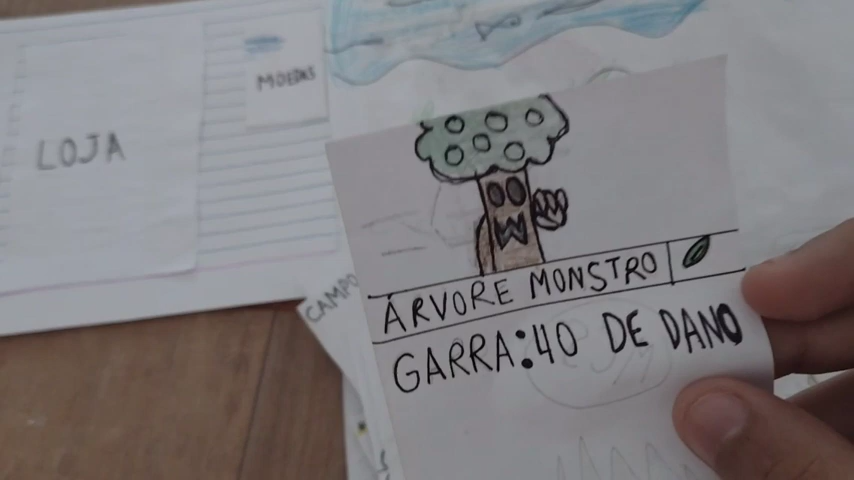 LOJA
MOEDAS
CAMPO
ÁRVORE MONSTRO
GARRA:40 DE DANO